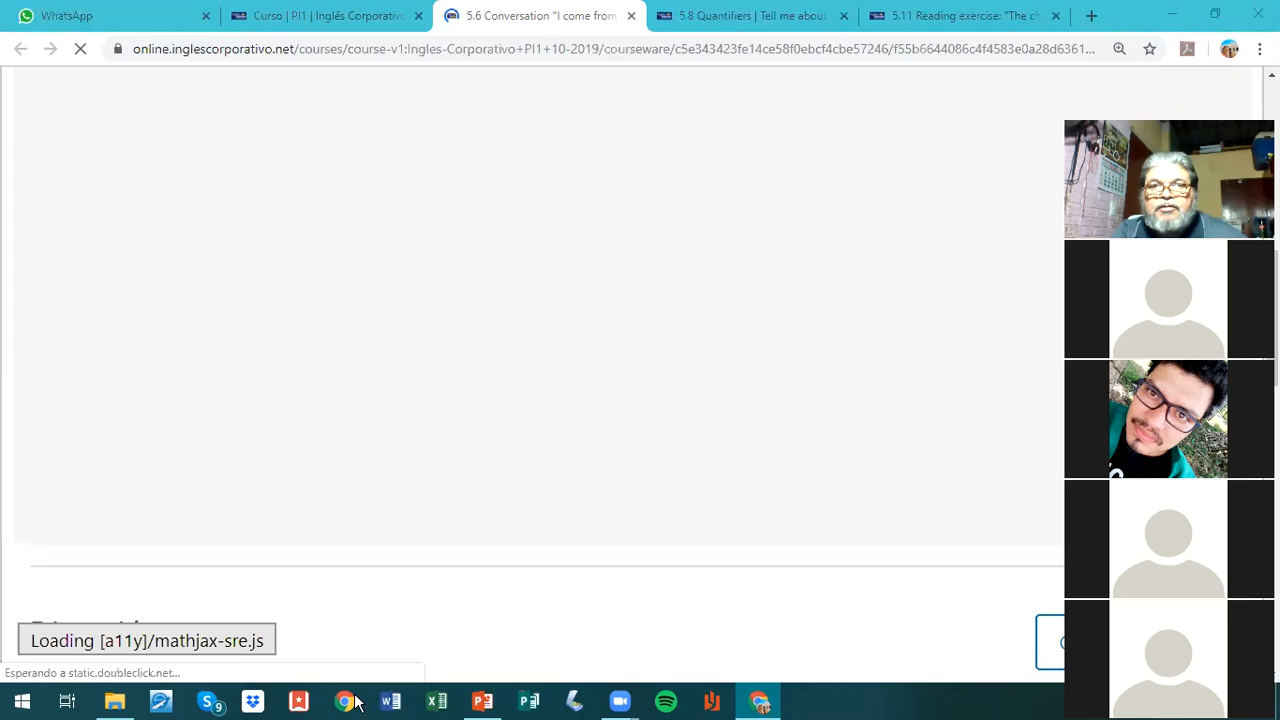 WhatsApp
Curso | PI1 | Inglés Corporativo
5.6 Conversation "I come from
5.8 Quantifiers | Tell me about
5.11 Reading exercise: "The ch
online.inglescorporativo.net/courses/course-v1:Ingles-Corporativo+PI1+10-2019/courseware/c5e343423fe14ce58f0ebcf4cbe57246/f55b6644086c4f4583e0a28d6361...
Loading [a11y]/mathjax-sre.js
Esperando a static.doubleclick.net...
9